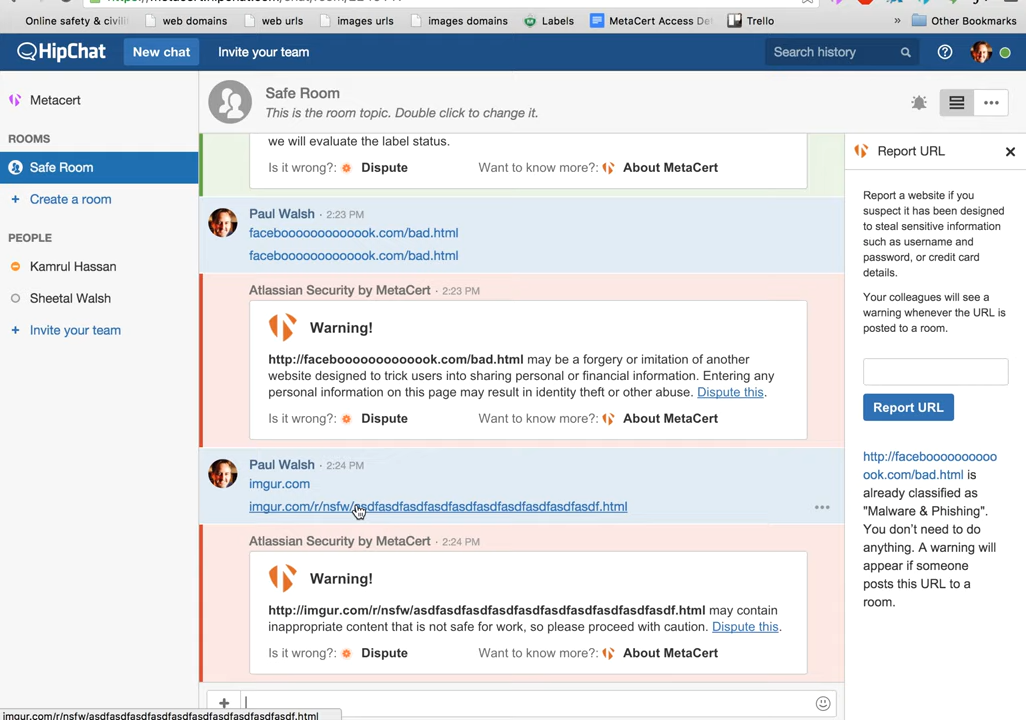 Online safety & civili
web domains
web urls
images urls
images domains
Labels
MetaCert Access De
Trello
»
Other Bookmarks
HipChat
New chat
Invite your team
Search history
Metacert
ROOMS
Safe Room
+ Create a room
PEOPLE
Kamrul Hassan
Sheetal Walsh
+ Invite your team
Safe Room
This is the room topic. Double click to change it.
we will evaluate the label status.
Is it wrong?: Dispute Want to know more?: About MetaCert
Paul Walsh · 2:23 PM
faceboooooooooook.com/bad.html
faceboooooooooook.com/bad.html
Atlassian Security by MetaCert · 2:23 PM
Warning!
http://faceboooooooooook.com/bad.html may be a forgery or imitation of another
website designed to trick users into sharing personal or financial information. Entering any
personal information on this page may result in identity theft or other abuse. Dispute this.
Is it wrong?: Dispute Want to know more?: About MetaCert
Paul Walsh · 2:24 PM
imgur.com
imgur.com/r/nsfw/asdfasdfasdfasdfasdfasdfasdfasdfasdfasdf.html
Atlassian Security by MetaCert · 2:24 PM
Warning!
http://imgur.com/r/nsfw/asdfasdfasdfasdfasdfasdfasdfasdfasdfasdf.html may contain
inappropriate content that is not safe for work, so please proceed with caution. Dispute this.
Is it wrong?: Dispute Want to know more?: About MetaCert
+
imgur.com/r/nsfw/asdfasdfasdfasdfasdfasdfasdfasdfasdfasdf.html
Report URL
Report a website if you
suspect it has been designed
to steal sensitive information
such as username and
password, or credit card
details.
Your colleagues will see a
warning whenever the URL is
posted to a room.
Report URL
http://facebooooooooo
ook.com/bad.html is
already classified as
"Malware & Phishing".
You don't need to do
anything. A warning will
appear if someone
posts this URL to a
room.